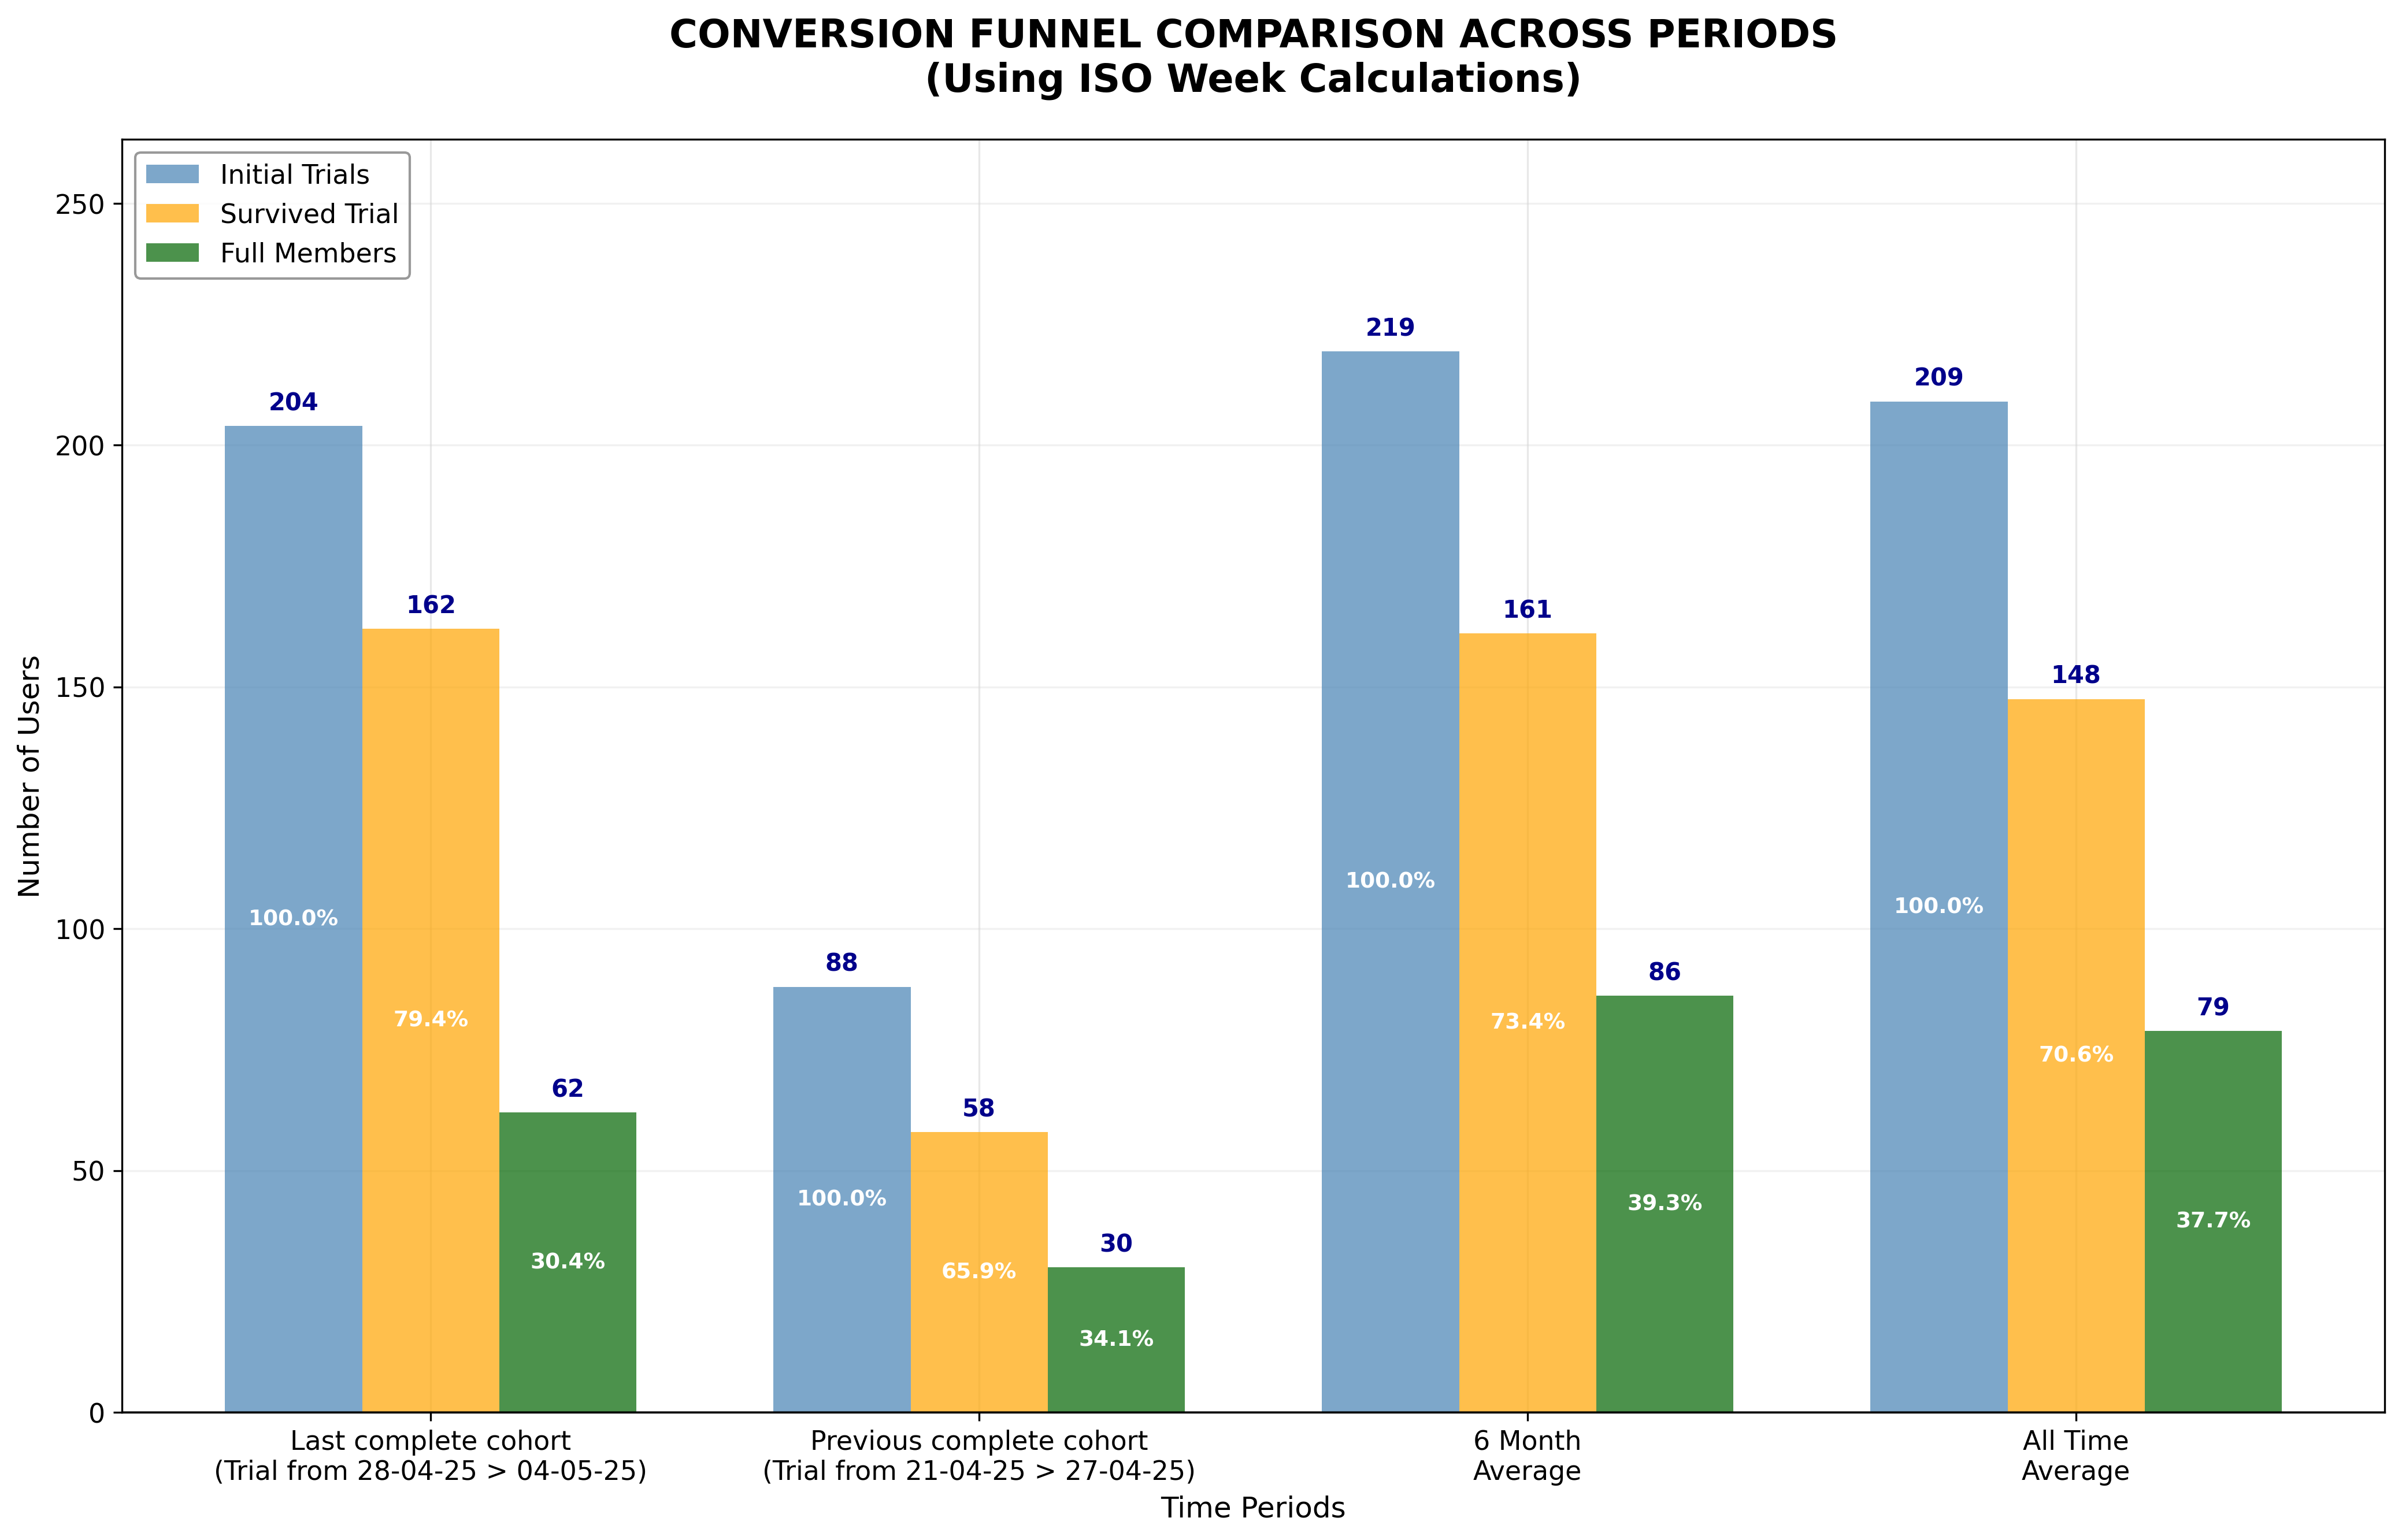 CONVERSION FUNNEL COMPARISON ACROSS PERIODS
(Using ISO Week Calculations)
Initial Trials
Survived Trial
Full Members
Number of Users
250
200
150
100
50
0
204
162
62
100.0%
79.4%
30.4%
88
58
30
100.0%
65.9%
34.1%
219
161
86
100.0%
73.4%
39.3%
209
148
79
100.0%
70.6%
37.7%
Last complete cohort
(Trial from 28-04-25 > 04-05-25)
Previous complete cohort
(Trial from 21-04-25 > 27-04-25)
6 Month
Average
All Time
Average
Time Periods